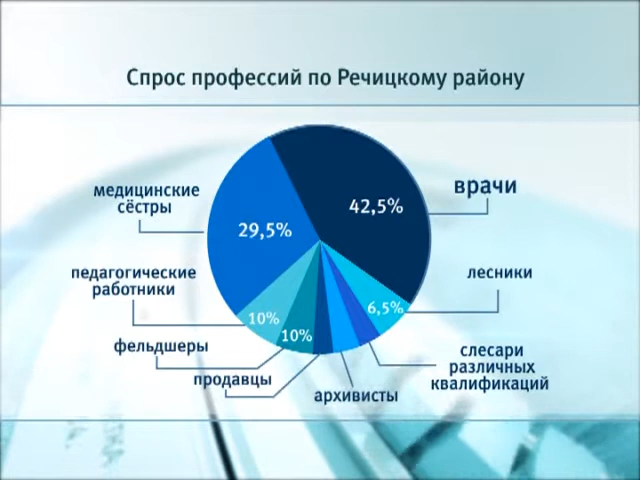 Спрос профессий по Речицкому району
врачи
42,5%
медицинские
сёстры
29,5%
педагогические
работники
10%
фельдшеры
10%
продавцы
архивисты
слесари
различных
квалификаций
лесники
6,5%